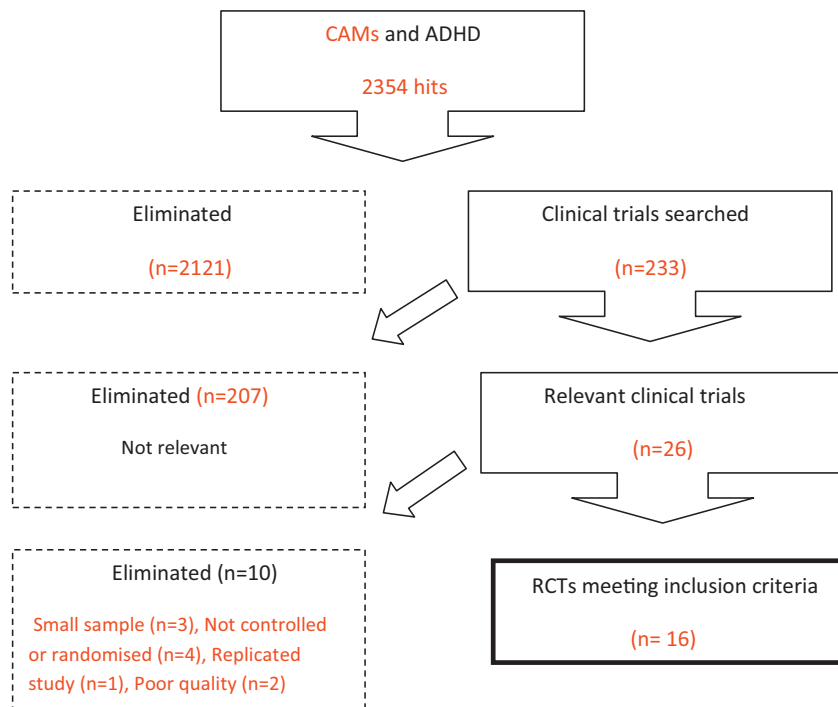 CAMs and ADHD
2354 hits
Eliminated
(n=2121)
Clinical trials searched
(n=233)
Eliminated (n=207)
Not relevant
Relevant clinical trials
(n=26)
Eliminated (n=10)
Small sample (n=3), Not controlled
or randomised (n=4), Replicated
study (n=1), Poor quality (n=2)
RCTs meeting inclusion criteria
(n= 16)